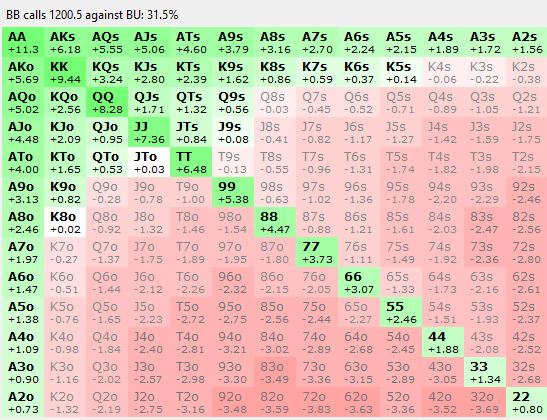 BB calls 1200.5 against BU: 31.5%
AA AKs AQs AJs ATs A9s A8s A7s A6s A5s A4s A3s A2s
+11.3 +6.18 +5.55 +5.06 +4.60 +3.79 +3.16 +2.70 +2.24 +2.15 +1.89 +1.72 +1.56
AKo KK KQs KJs KTs K9s K8s K7s K6s K5s K4s K3s K2s
+5.69 +9.44 +3.24 +2.80 +2.39 +1.62 +0.86 +0.59 +0.37 +0.14 -0.06 -0.22 -0.38
AQo KQo QQ QJs QTs Q9s Q8s Q7s Q6s Q5s Q4s Q3s Q2s
+5.02 +2.56 +8.28 +1.71 +1.32 +0.56 -0.03 -0.45 -0.52 -0.71 -0.89 -1.05 -1.21
AJo KJo QJo JJ JTs J9s J8s J7s J6s J5s J4s J3s J2s
+4.48 +2.09 +0.95 +7.36 +0.84 +0.08 -0.41 -0.82 -1.17 -1.27 -1.42 -1.59 -1.75
ATo KTo QTo JTo TT T9s T8s T7s T6s T5s T4s T3s T2s
+4.00 +1.65 +0.53 +0.03 +6.48 -0.13 -0.55 -0.96 -1.31 -1.74 -1.82 -1.98 -2.15
A9o K9o Q9o J9o T9o 99 98s 97s 96s 95s 94s 93s 92s
+3.13 +0.82 -0.28 -0.78 -1.00 +5.38 -0.63 -1.02 -1.36 -1.78 -2.20 -2.29 -2.46
A8o K8o Q8o J8o T8o 98o 88 87s 86s 85s 84s 83s 82s
+2.46 +0.02 -0.92 -1.32 -1.46 -1.54 +4.47 -0.88 -1.21 -1.61 -2.03 -2.47 -2.56
A7o K7o Q7o J7o T7o 97o 87o 77 76s 75s 74s 73s 72s
+1.97 -0.27 -1.37 -1.75 -1.89 -1.95 -1.80 +3.73 -1.11 -1.49 -1.92 -2.36 -2.80
A6o K6o Q6o J6o T6o 96o 86o 76o 66 65s 64s 63s 62s
+1.47 -0.51 -1.44 -2.12 -2.26 -2.32 -2.15 -2.05 +3.07 -1.33 -1.73 -2.16 -2.61
A5o K5o Q5o J5o T5o 95o 85o 75o 65o 55 54s 53s 52s
+1.38 -0.76 -1.65 -2.23 -2.72 -2.75 -2.56 -2.44 -2.27 +2.46 -1.51 -1.93 -2.37
A4o K4o Q4o J4o T4o 94o 84o 74o 64o 54o 44 43s 42s
+1.09 -0.98 -1.84 -2.40 -2.81 -3.21 -3.02 -2.89 -2.68 -2.45 +1.88 -2.08 -2.52
A3o K3o Q3o J3o T3o 93o 83o 73o 63o 53o 43o 33 32s
+0.90 -1.16 -2.02 -2.57 -2.98 -3.30 -3.49 -3.36 -3.15 -2.89 -3.05 +1.34 -2.68
A2o K2o Q2o J2o T2o 92o 82o 72o 62o 52o 42o 32o 22
+0.72 -1.32 -2.19 -2.74 -3.16 -3.48 -3.59 -3.83 -3.63 -3.36 -3.52 -3.69 +0.80